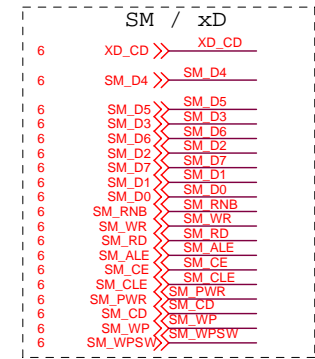 SM / xD
6 XD_CD XD_CD
6 SM_D4 SM_D4
6 SM_D5 SM_D5
6 SM_D3 SM_D3
6 SM_D6 SM_D6
6 SM_D2 SM_D2
6 SM_D7 SM_D7
6 SM_D1 SM_D1
6 SM_D0 SM_D0
6 SM_RNB SM_RNB
6 SM_WR SM_WR
6 SM_RD SM_RD
6 SM_ALE SM_ALE
6 SM_CE SM_CE
6 SM_CLE SM_CLE
6 SM_PWR SM_PWR
6 SM_CD SM_CD
6 SM_WP SM_WP
6 SM_WPSW SM_WPSW